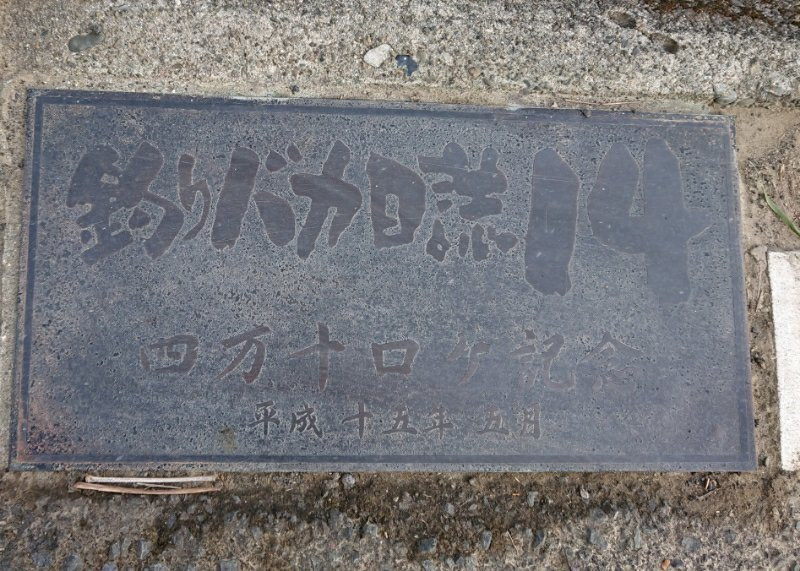 釣りバカ日誌14
四万十ロケ記念
平成十五年 五月